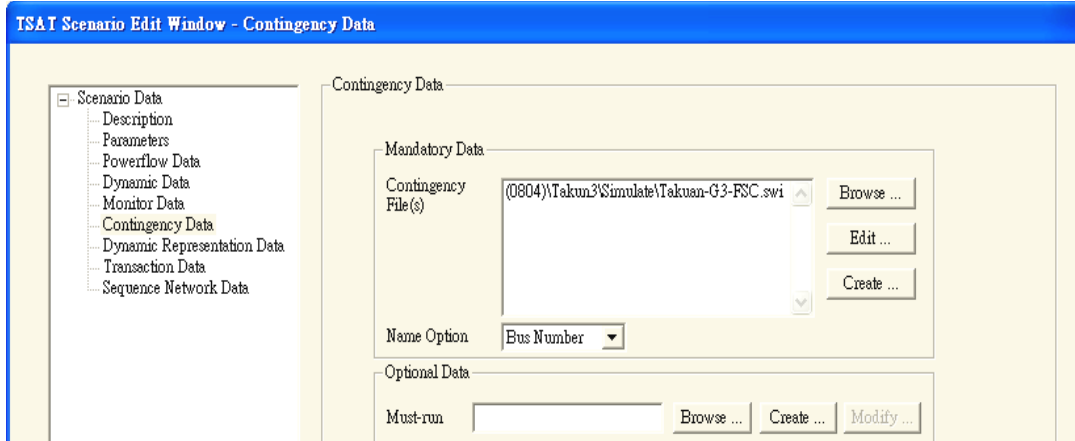 TSAT Scenario Edit Window - Contingency Data
Scenario Data
Description
Parameters
Powerflow Data
Dynamic Data
Monitor Data
Contingency Data
Dynamic Representation Data
Transaction Data
Sequence Network Data
Contingency Data
Mandatory Data
Contingency
File(s)
(0804)\Takun3\Simulate\Takuan-G3-FSC.swi
Browse ...
Edit ...
Create ...
Name Option
Bus Number
Optional Data
Must-run
Browse ...
Create ...
Modify ...